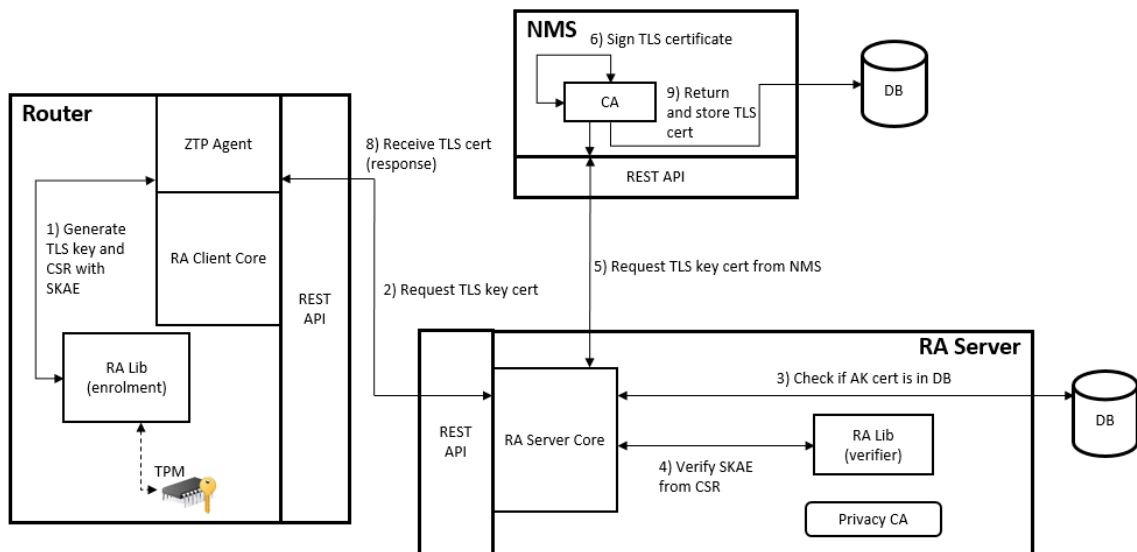 NMS
6) Sign TLS certificate
CA
9) Return
and store TLS
cert
DB
REST API
Router
ZTP Agent
8) Receive TLS cert
(response)
1) Generate
TLS key and
CSR with
SKAE
RA Client Core
REST
API
2) Request TLS key cert
5) Request TLS key cert from NMS
RA Lib
(enrolment)
TPM
RA Server
REST
API
RA Server Core
3) Check if AK cert is in DB
DB
4) Verify SKAE
from CSR
RA Lib
(verifier)
Privacy CA